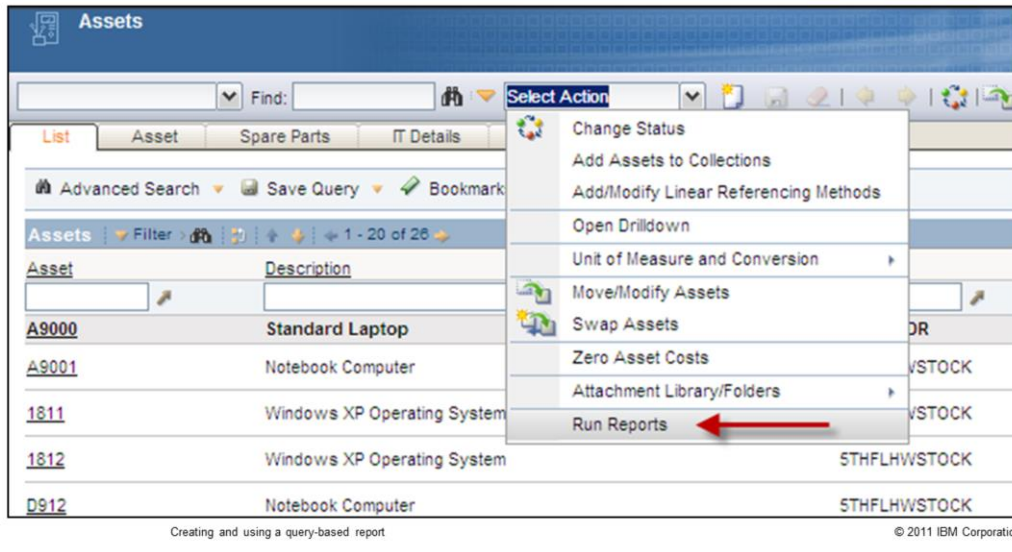 Assets
Find:
Select Action
List Asset Spare Parts IT Details
Change Status
Add Assets to Collections
Add/Modify Linear Referencing Methods
Open Drilldown
Unit of Measure and Conversion
Move/Modify Assets
Swap Assets
Zero Asset Costs
Attachment Library/Folders
Run Reports
Advanced Search Save Query Bookmark
Assets Filter 1 - 20 of 26
Asset Description
A9000 Standard Laptop OR
A9001 Notebook Computer VSTOCK
1811 Windows XP Operating System VSTOCK
1812 Windows XP Operating System 5THFLHWSTOCK
D912 Notebook Computer 5THFLHWSTOCK
Creating and using a query-based report © 2011 IBM Corporatio